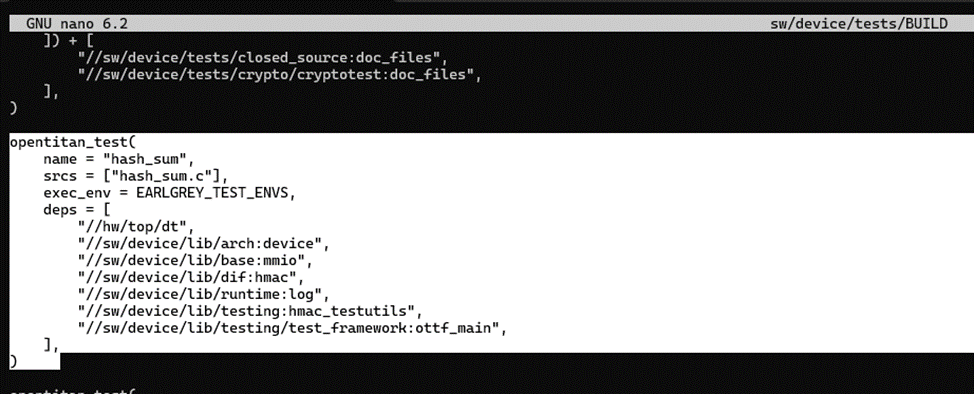 GNU nano 6.2 sw/device/tests/BUILD
    ]) + [
        "//sw/device/tests/closed_source:doc_files",
        "//sw/device/tests/crypto/cryptotest:doc_files",
    ],
)
opentitan_test(
    name = "hash_sum",
    srcs = ["hash_sum.c"],
    exec_env = EARLGREY_TEST_ENVS,
    deps = [
        "//hw/top/dt",
        "//sw/device/lib/arch:device",
        "//sw/device/lib/base:mmio",
        "//sw/device/lib/dif:hmac",
        "//sw/device/lib/runtime:log",
        "//sw/device/lib/testing:hmac_testutils",
        "//sw/device/lib/testing/test_framework:ottf_main",
    ],
)